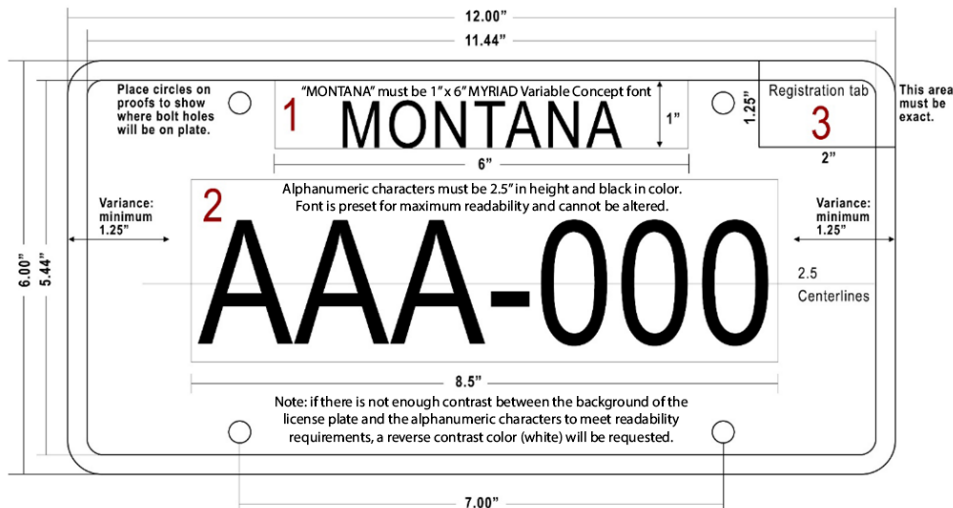 12.00”
11.44”
Place circles on
proofs to show
where bolt holes
will be on plate.
“MONTANA” must be 1” x 6” MYRIAD Variable Concept font
1
MONTANA
1”
6”
1.25”
Registration tab
3
2”
This area
must be
exact.
2
Alphanumeric characters must be 2.5” in height and black in color.
Font is preset for maximum readability and cannot be altered.
Variance:
minimum
1.25”
AAA-000
Variance:
minimum
1.25”
6.00”
5.44”
2.5
Centerlines
8.5”
Note: if there is not enough contrast between the background of the
license plate and the alphanumeric characters to meet readability
requirements, a reverse contrast color (white) will be requested.
7.00”